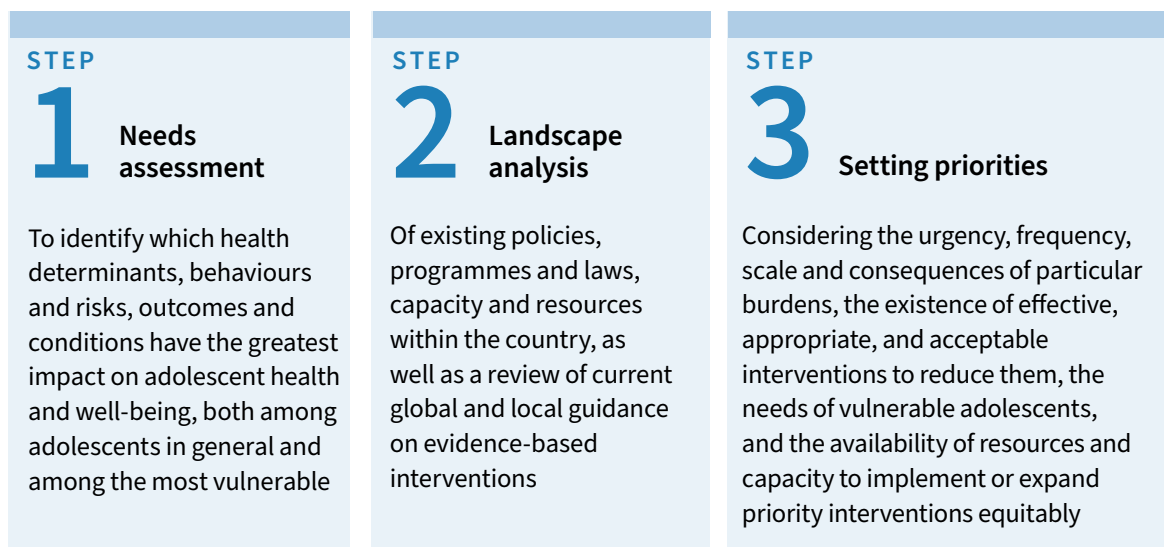 STEP
1
Needs
assessment
To identify which health
determinants, behaviours
and risks, outcomes and
conditions have the greatest
impact on adolescent health
and well-being, both among
adolescents in general and
among the most vulnerable
STEP
2
Landscape
analysis
Of existing policies,
programmes and laws,
capacity and resources
within the country, as
well as a review of current
global and local guidance
on evidence-based
interventions
STEP
3
Setting priorities
Considering the urgency, frequency,
scale and consequences of particular
burdens, the existence of effective,
appropriate, and acceptable
interventions to reduce them, the
needs of vulnerable adolescents,
and the availability of resources and
capacity to implement or expand
priority interventions equitably